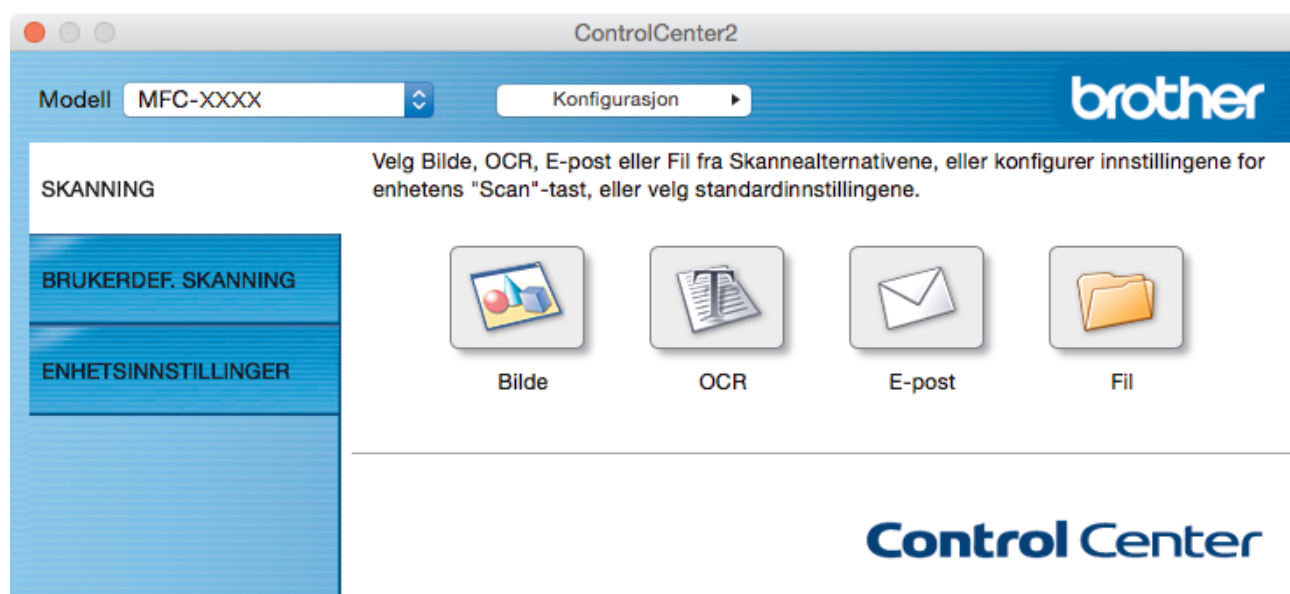 ControlCenter2
Modell MFC-XXXX Konfigurasjon brother
SKANNING
BRUKERDEF. SKANNING
ENHETSINNSTILLINGER
Velg Bilde, OCR, E-post eller Fil fra Skannealternativene, eller konfigurer innstillingene for
enhetens "Scan"-tast, eller velg standardinnstillingene.
Bilde OCR E-post Fil
Control Center